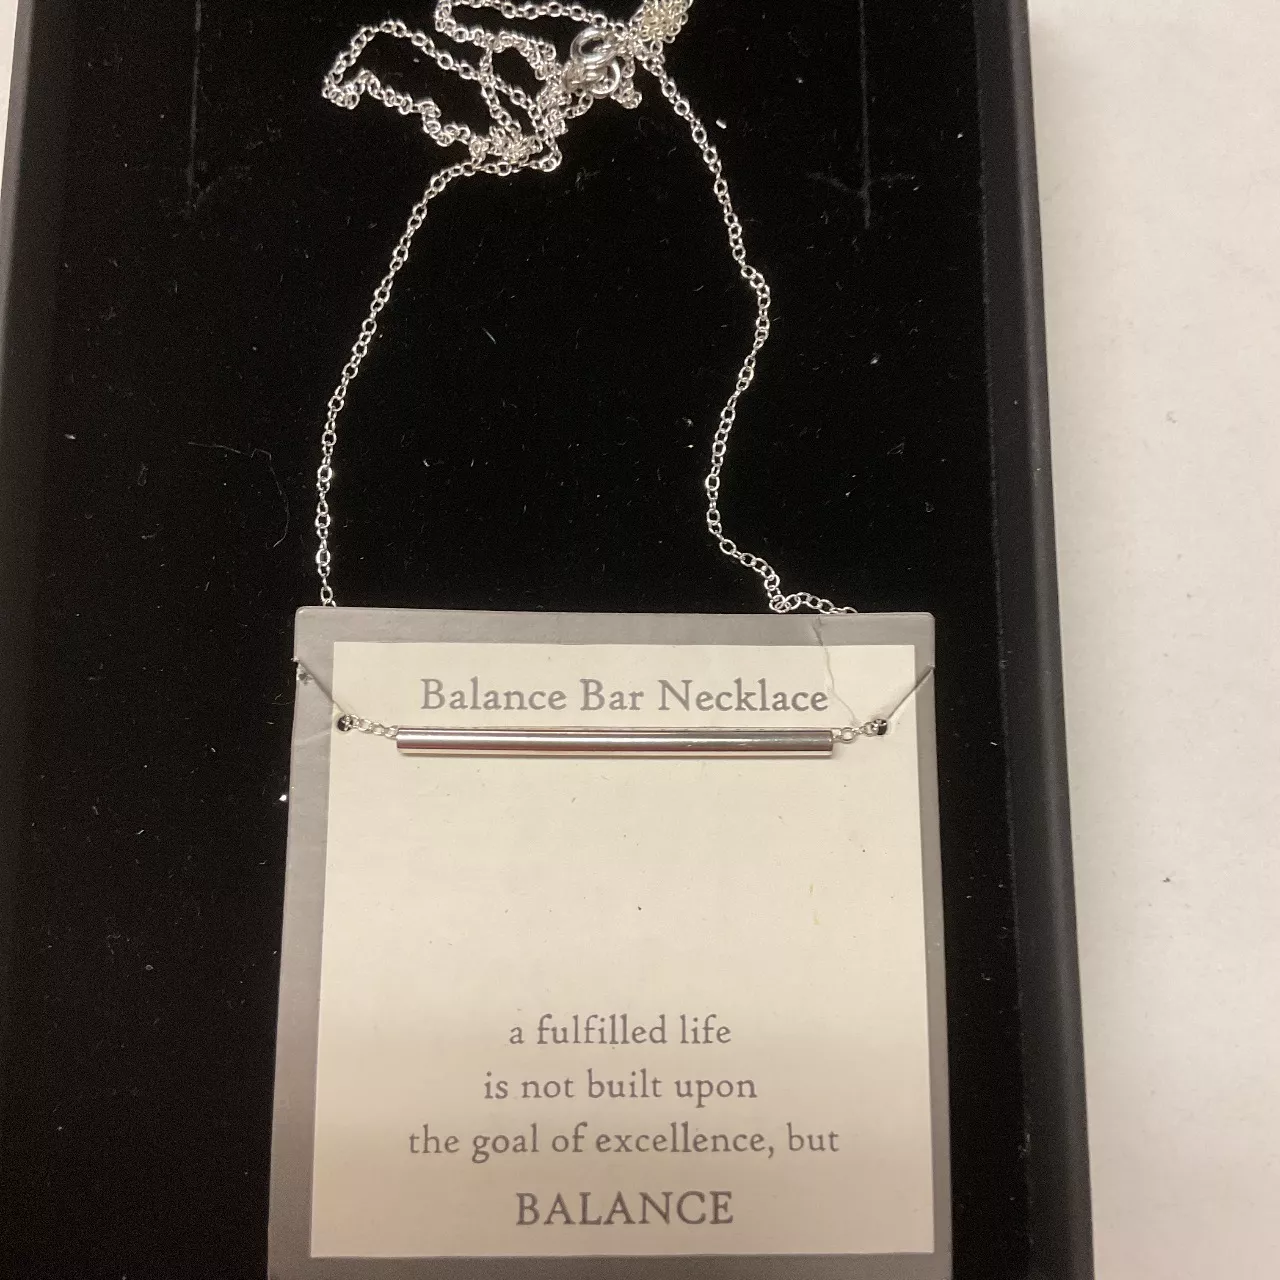 Balance Bar Necklace
a fulfilled life
is not built upon
the goal of excellence, but
BALANCE